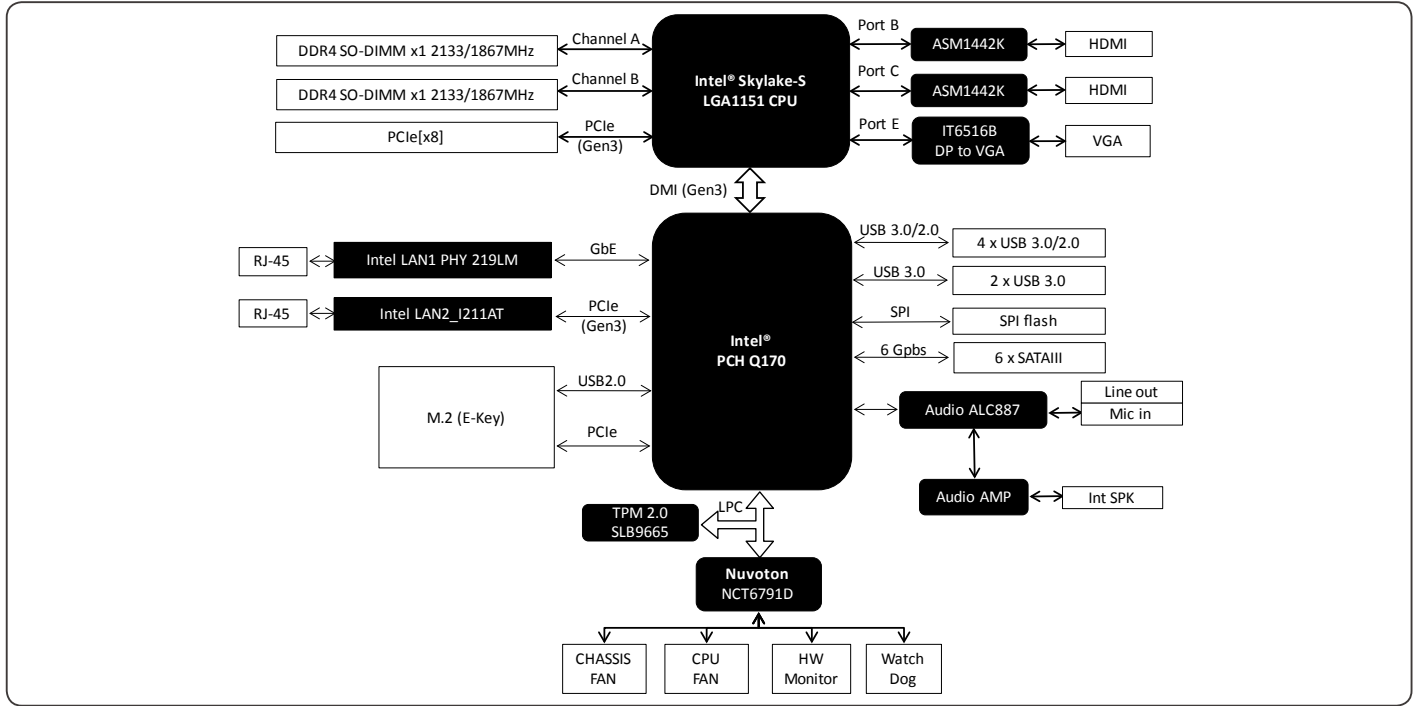 DDR4 SO-DIMM x1 2133/1867MHz
Channel A
Intel® Skylake-S
LGA1151 CPU
Port B
ASM1442K
HDMI
DDR4 SO-DIMM x1 2133/1867MHz
Channel B
Port C
ASM1442K
HDMI
PCIe[x8]
PCIe
(Gen3)
Port E
IT6516B
DP to VGA
VGA
DMI (Gen3)
RJ-45
Intel LAN1 PHY 219LM
GbE
RJ-45
Intel LAN2_I211AT
PCIe
(Gen3)
Intel®
PCH Q170
USB 3.0/2.0
4 x USB 3.0/2.0
USB 3.0
2 x USB 3.0
SPI
SPI flash
6 Gpbs
6 x SATAIII
M.2 (E-Key)
USB2.0
PCIe
Audio ALC887
Line out
Mic in
Audio AMP
Int SPK
LPC
TPM 2.0
SLB9665
Nuvoton
NCT6791D
CHASSIS
FAN
CPU
FAN
HW
Monitor
Watch
Dog